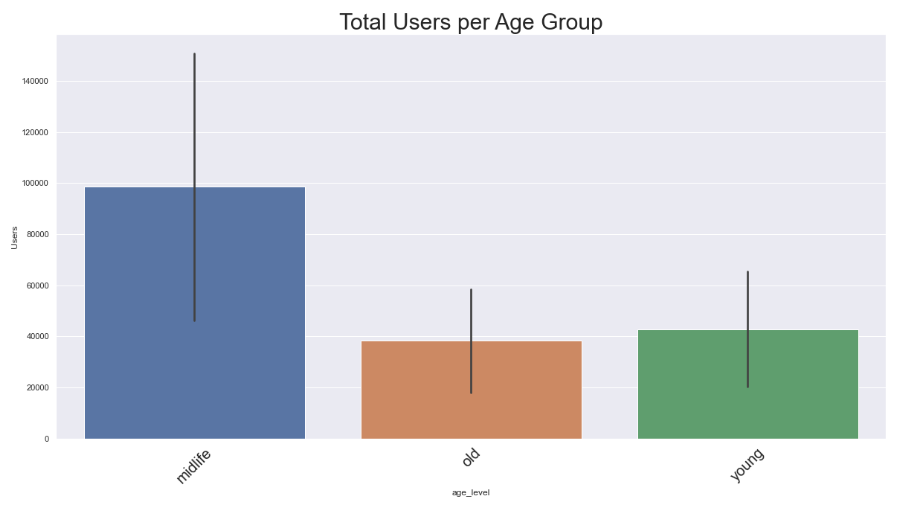 Total Users per Age Group
Users
140000
120000
100000
80000
60000
40000
20000
0
midlife
old
young
age_level